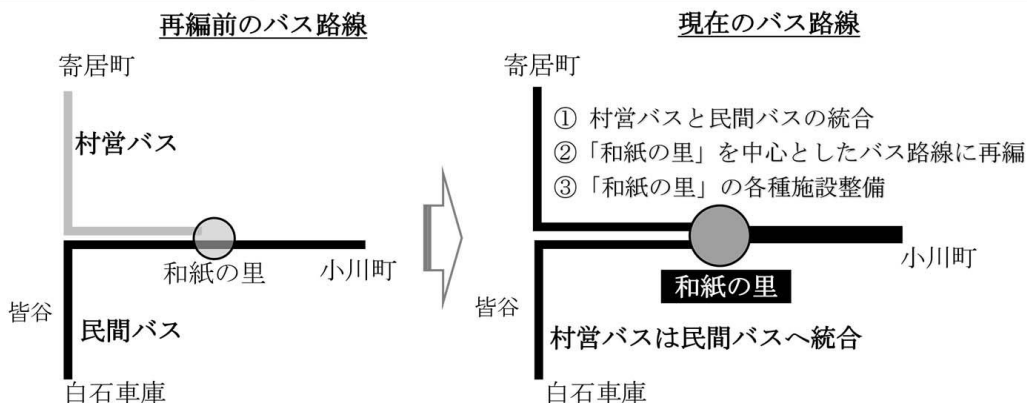 再編前のバス路線
寄居町
村営バス
和紙の里
小川町
皆谷
民間バス
白石車庫
現在のバス路線
寄居町
① 村営バスと民間バスの統合
②「和紙の里」を中心としたバス路線に再編
③「和紙の里」の各種施設整備
小川町
和紙の里
皆谷
村営バスは民間バスへ統合
白石車庫